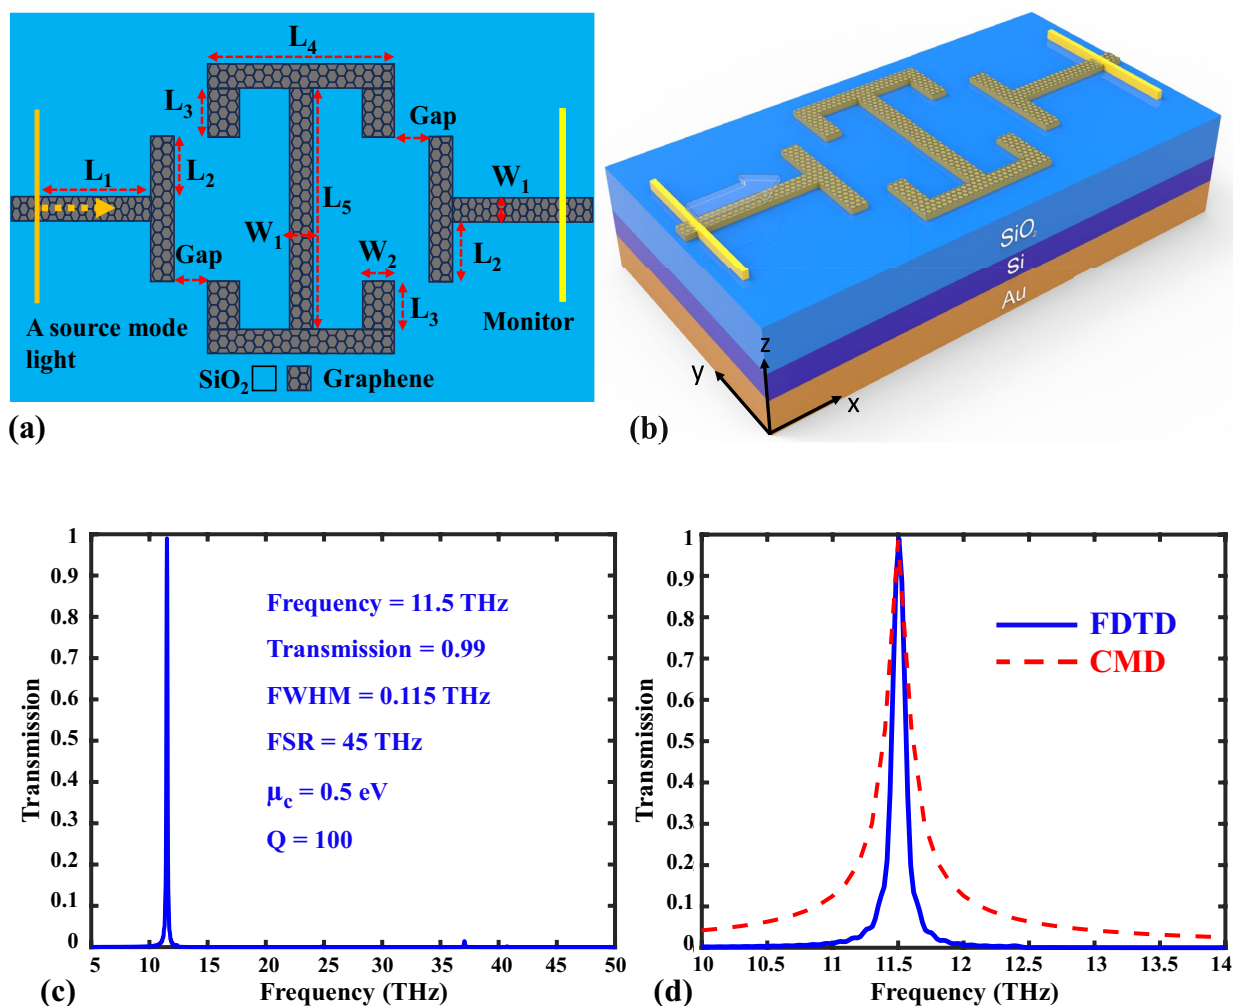 L₄
L₃
Gap
L₁
L₂
W₁
L₅
W₁
Gap
W₂
L₂
L₃
A source mode
light
Monitor
SiO₂
Graphene
(a)
SiO₂
Si
Au
z
y
x
(b)
1
0.9
0.8
0.7
0.6
0.5
0.4
0.3
0.2
0.1
0
Transmission
Frequency = 11.5 THz
Transmission = 0.99
FWHM = 0.115 THz
FSR = 45 THz
μ_c = 0.5 eV
Q = 100
5 10 15 20 25 30 35 40 45 50
(c)
Frequency (THz)
1
0.9
0.8
0.7
0.6
0.5
0.4
0.3
0.2
0.1
0
Transmission
FDTD
CMD
10 10.5 11 11.5 12 12.5 13 13.5 14
(d)
Frequency (THz)